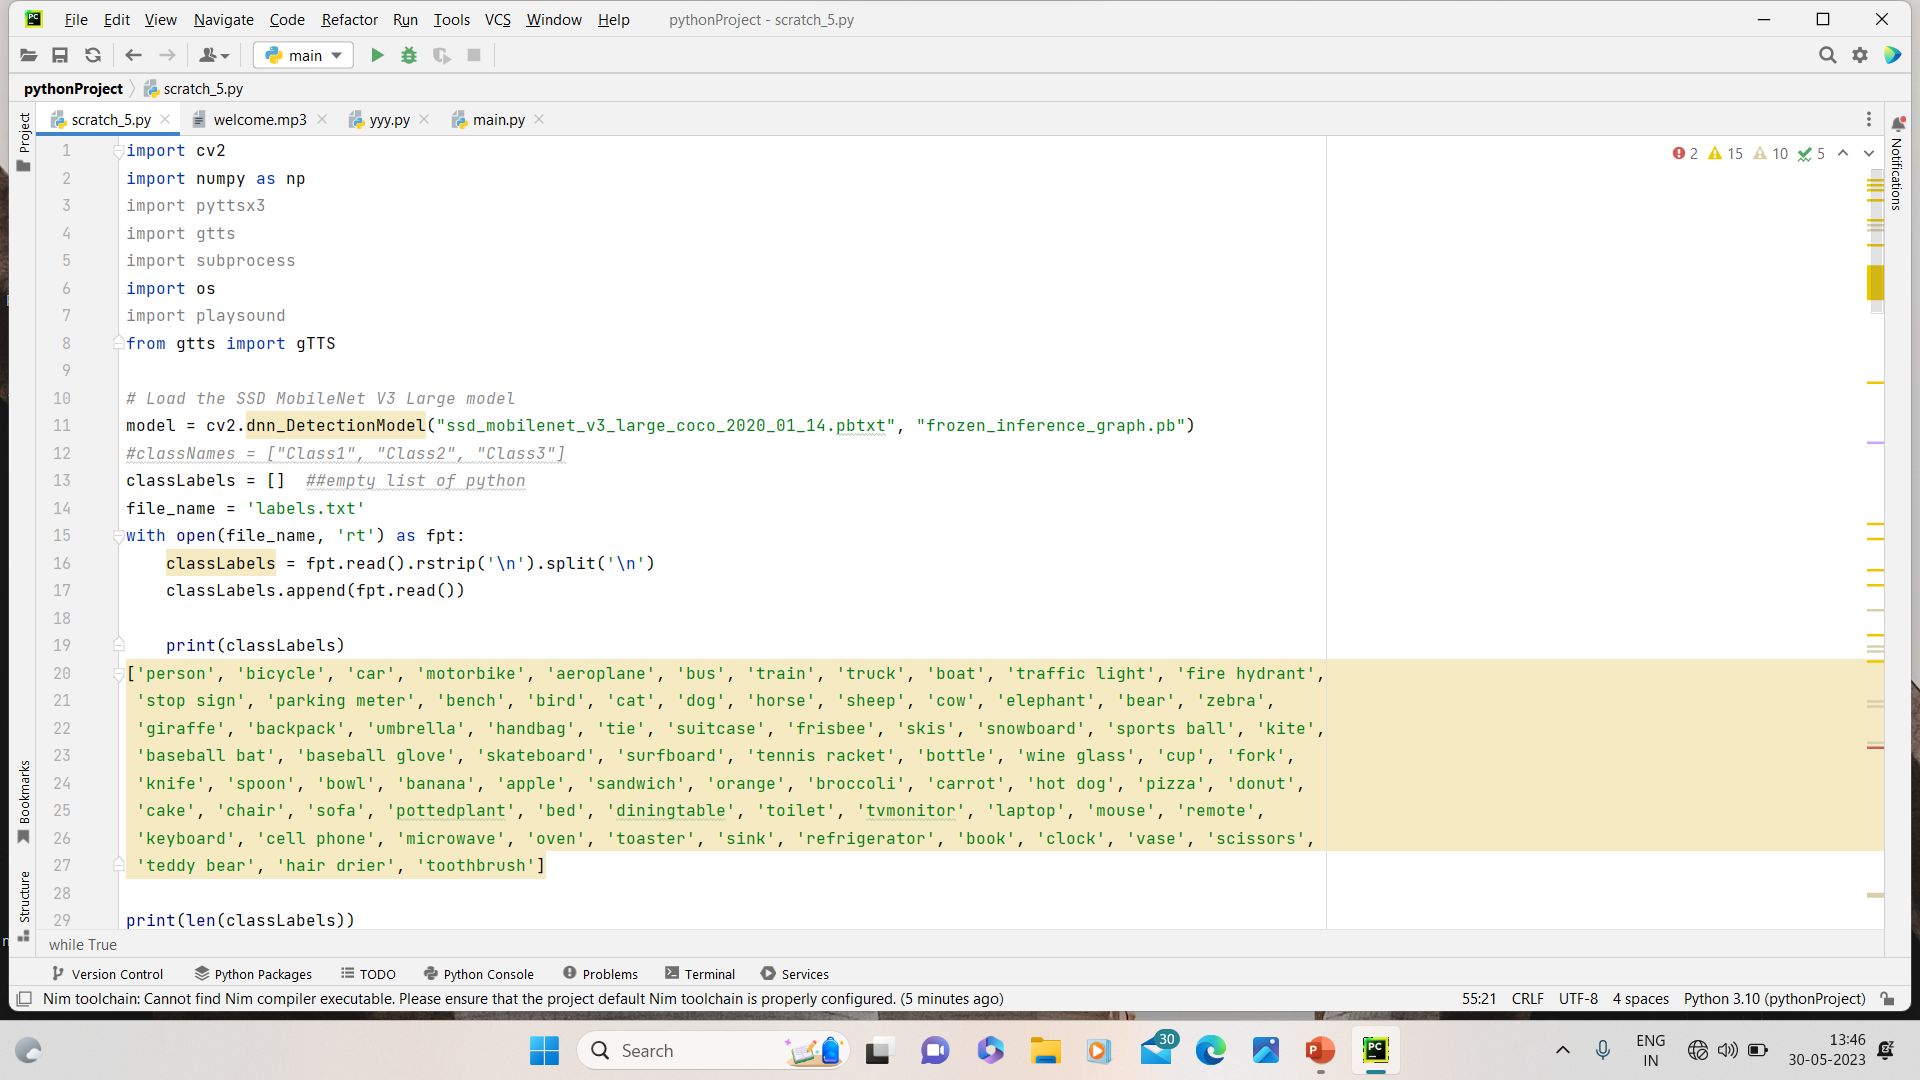 File Edit View Navigate Code Refactor Run Tools VCS Window Help pythonProject - scratch_5.py
main
pythonProject scratch_5.py
scratch_5.py welcome.mp3 yyy.py main.py
Project
Bookmarks
Structure
Notifications
2 15 10 5
1 import cv2
2 import numpy as np
3 import pyttsx3
4 import gtts
5 import subprocess
6 import os
7 import playsound
8 from gtts import gTTS
9
10 # Load the SSD MobileNet V3 Large model
11 model = cv2.dnn_DetectionModel("ssd_mobilenet_v3_large_coco_2020_01_14.pbtxt", "frozen_inference_graph.pb")
12 #classNames = ["Class1", "Class2", "Class3"]
13 classLabels = []  ##empty list of python
14 file_name = 'labels.txt'
15 with open(file_name, 'rt') as fpt:
16     classLabels = fpt.read().rstrip('\n').split('\n')
17     classLabels.append(fpt.read())
18
19     print(classLabels)
20 ['person', 'bicycle', 'car', 'motorbike', 'aeroplane', 'bus', 'train', 'truck', 'boat', 'traffic light', 'fire hydrant',
21  'stop sign', 'parking meter', 'bench', 'bird', 'cat', 'dog', 'horse', 'sheep', 'cow', 'elephant', 'bear', 'zebra',
22  'giraffe', 'backpack', 'umbrella', 'handbag', 'tie', 'suitcase', 'frisbee', 'skis', 'snowboard', 'sports ball', 'kite',
23  'baseball bat', 'baseball glove', 'skateboard', 'surfboard', 'tennis racket', 'bottle', 'wine glass', 'cup', 'fork',
24  'knife', 'spoon', 'bowl', 'banana', 'apple', 'sandwich', 'orange', 'broccoli', 'carrot', 'hot dog', 'pizza', 'donut',
25  'cake', 'chair', 'sofa', 'pottedplant', 'bed', 'diningtable', 'toilet', 'tvmonitor', 'laptop', 'mouse', 'remote',
26  'keyboard', 'cell phone', 'microwave', 'oven', 'toaster', 'sink', 'refrigerator', 'book', 'clock', 'vase', 'scissors',
27  'teddy bear', 'hair drier', 'toothbrush']
28
29 print(len(classLabels))
while True
Version Control Python Packages TODO Python Console Problems Terminal Services
Nim toolchain: Cannot find Nim compiler executable. Please ensure that the project default Nim toolchain is properly configured. (5 minutes ago) 55:21 CRLF UTF-8 4 spaces Python 3.10 (pythonProject)
Search 30 ENG 13:46
IN 30-05-2023